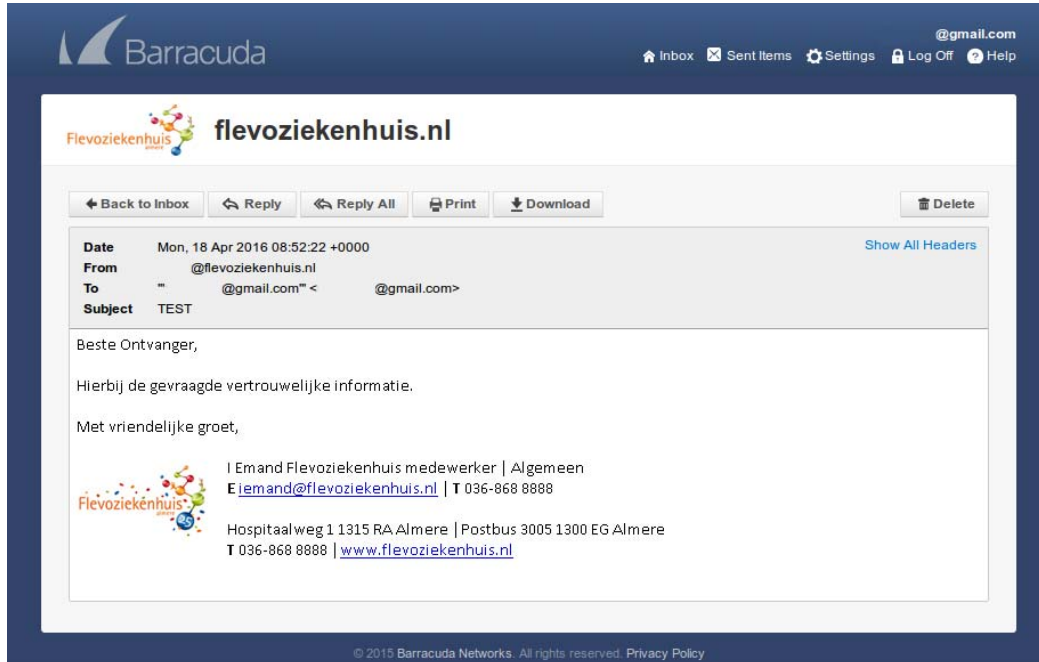 Barracuda
@gmail.com
Inbox Sent Items Settings Log Off Help
Flevoziekenhuis
almere
flevoziekenhuis.nl
Back to Inbox Reply Reply All Print Download Delete
Date Mon, 18 Apr 2016 08:52:22 +0000 Show All Headers
From @flevoziekenhuis.nl
To "' @gmail.com'" < @gmail.com>
Subject TEST
Beste Ontvanger,
Hierbij de gevraagde vertrouwelijke informatie.
Met vriendelijke groet,
Flevoziekenhuis
25
I Emand Flevoziekenhuis medewerker | Algemeen
E iemand@flevoziekenhuis.nl | T 036-868 8888
Hospitaalweg 1 1315 RA Almere | Postbus 3005 1300 EG Almere
T 036-868 8888 | www.flevoziekenhuis.nl
© 2015 Barracuda Networks. All rights reserved. Privacy Policy